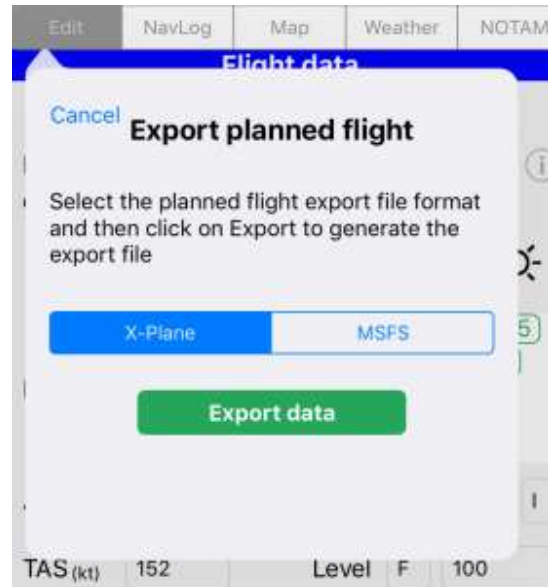 Edit NavLog Map Weather NOTAM
Flight data
Cancel
Export planned flight
Select the planned flight export file format
and then click on Export to generate the
export file
X-Plane MSFS
5
Export data
I
TAS (kt) 152 Level F 100